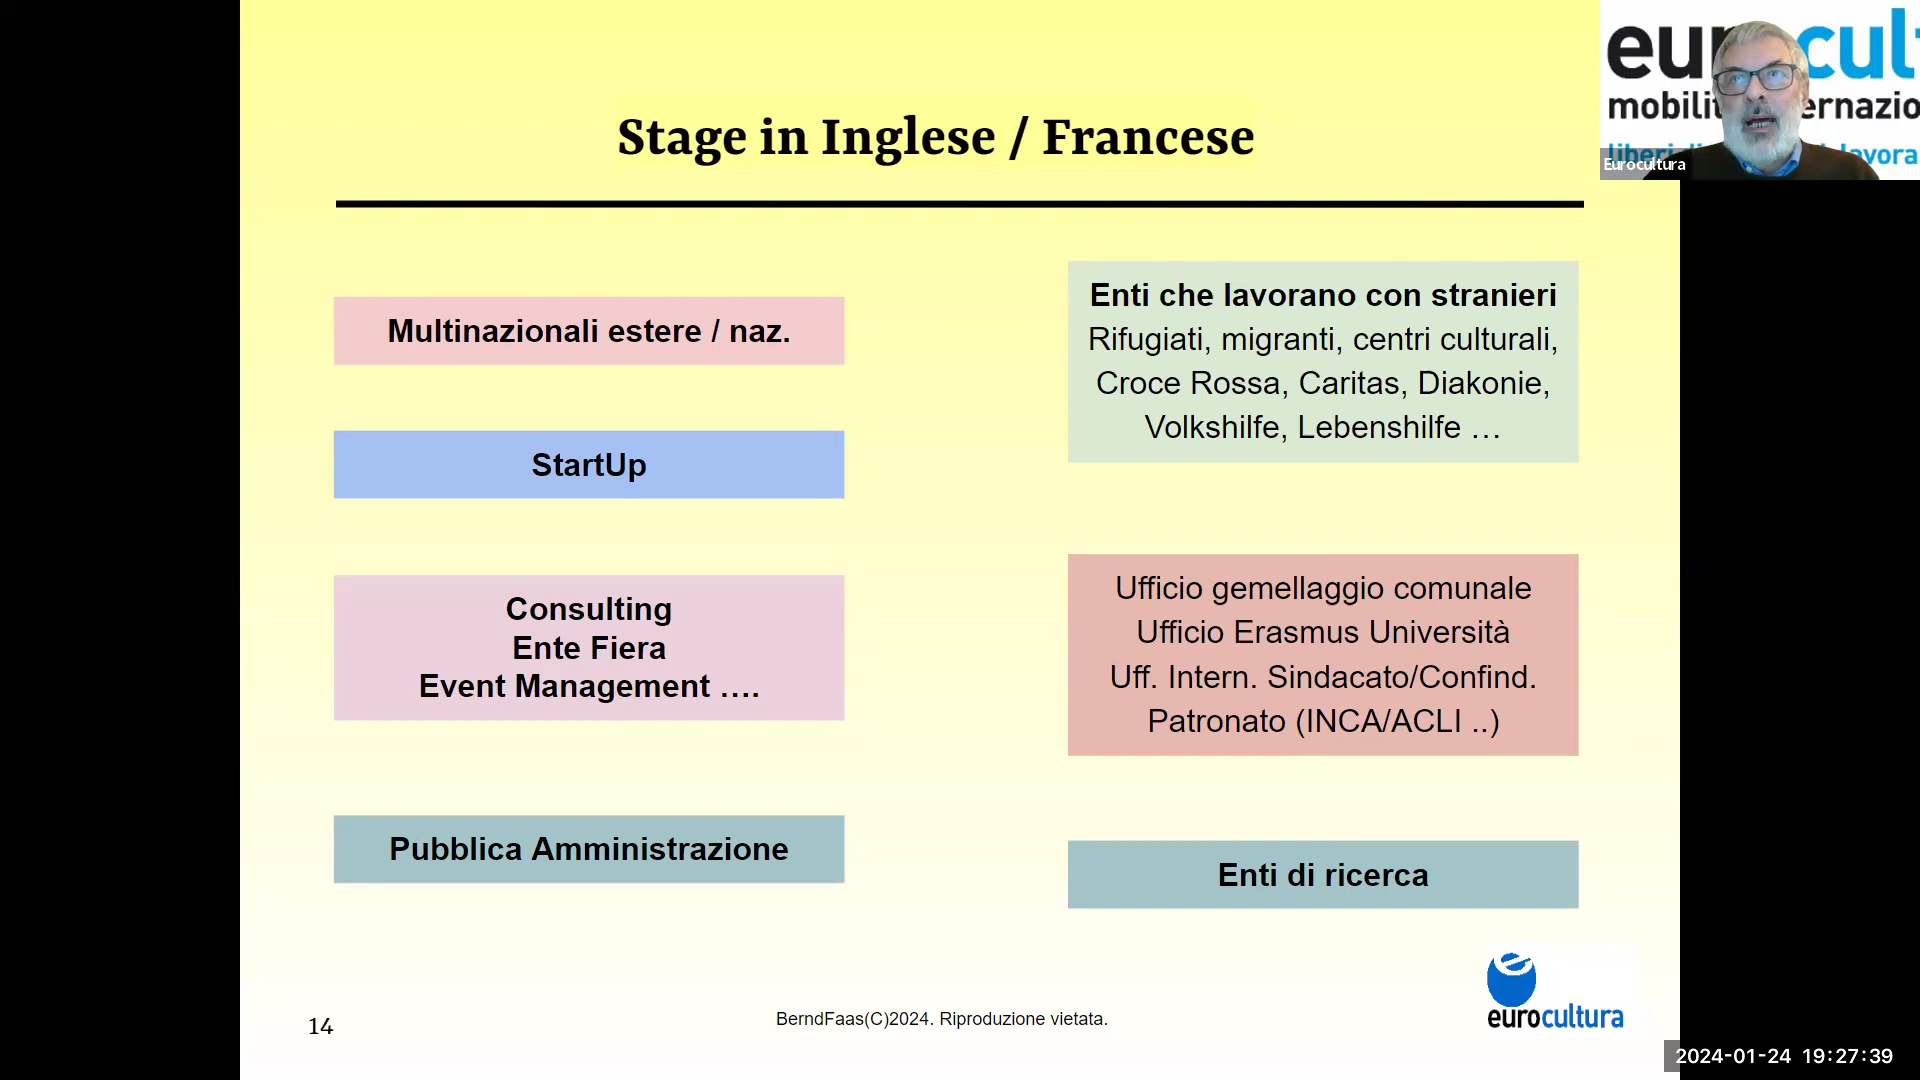 Stage in Inglese / Francese
Multinazionali estere / naz.
StartUp
Consulting
Ente Fiera
Event Management ….
Pubblica Amministrazione
Enti che lavorano con stranieri
Rifugiati, migranti, centri culturali,
Croce Rossa, Caritas, Diakonie,
Volkshilfe, Lebenshilfe …
Ufficio gemellaggio comunale
Ufficio Erasmus Università
Uff. Intern. Sindacato/Confind.
Patronato (INCA/ACLI ..)
Enti di ricerca
14
BerndFaas(C)2024. Riproduzione vietata.
eurocultura
Eurocultura
2024-01-24 19:27:39